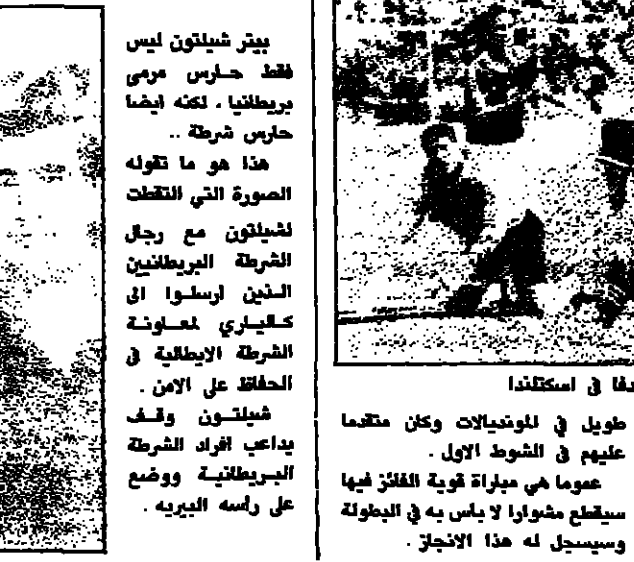 دفا في اسكتلندا
طويل في المونديالات وكان متقدما
عليهم في الشوط الاول .
عموما هي مباراة قوية الفائز فيها
سيقطع مشوارا لا باس به في البطولة
وسيسجل له هذا الانجاز .
بيتر شيلتون ليس
فقط حارس مرمى
بريطانيا ، لكنه ايضا
حارس شرطة ..
هذا هو ما تقوله
الصورة التي التقطت
لشيلتون مع رجال
الشرطة البريطانيين
الذين ارسلوا الى
كاليارى لمعاونة
الشرطة الايطالية في
الحفاظ على الامن .
شيلتون وقف
يداعب افراد الشرطة
البريطانية ووضع
على راسه البيريه .